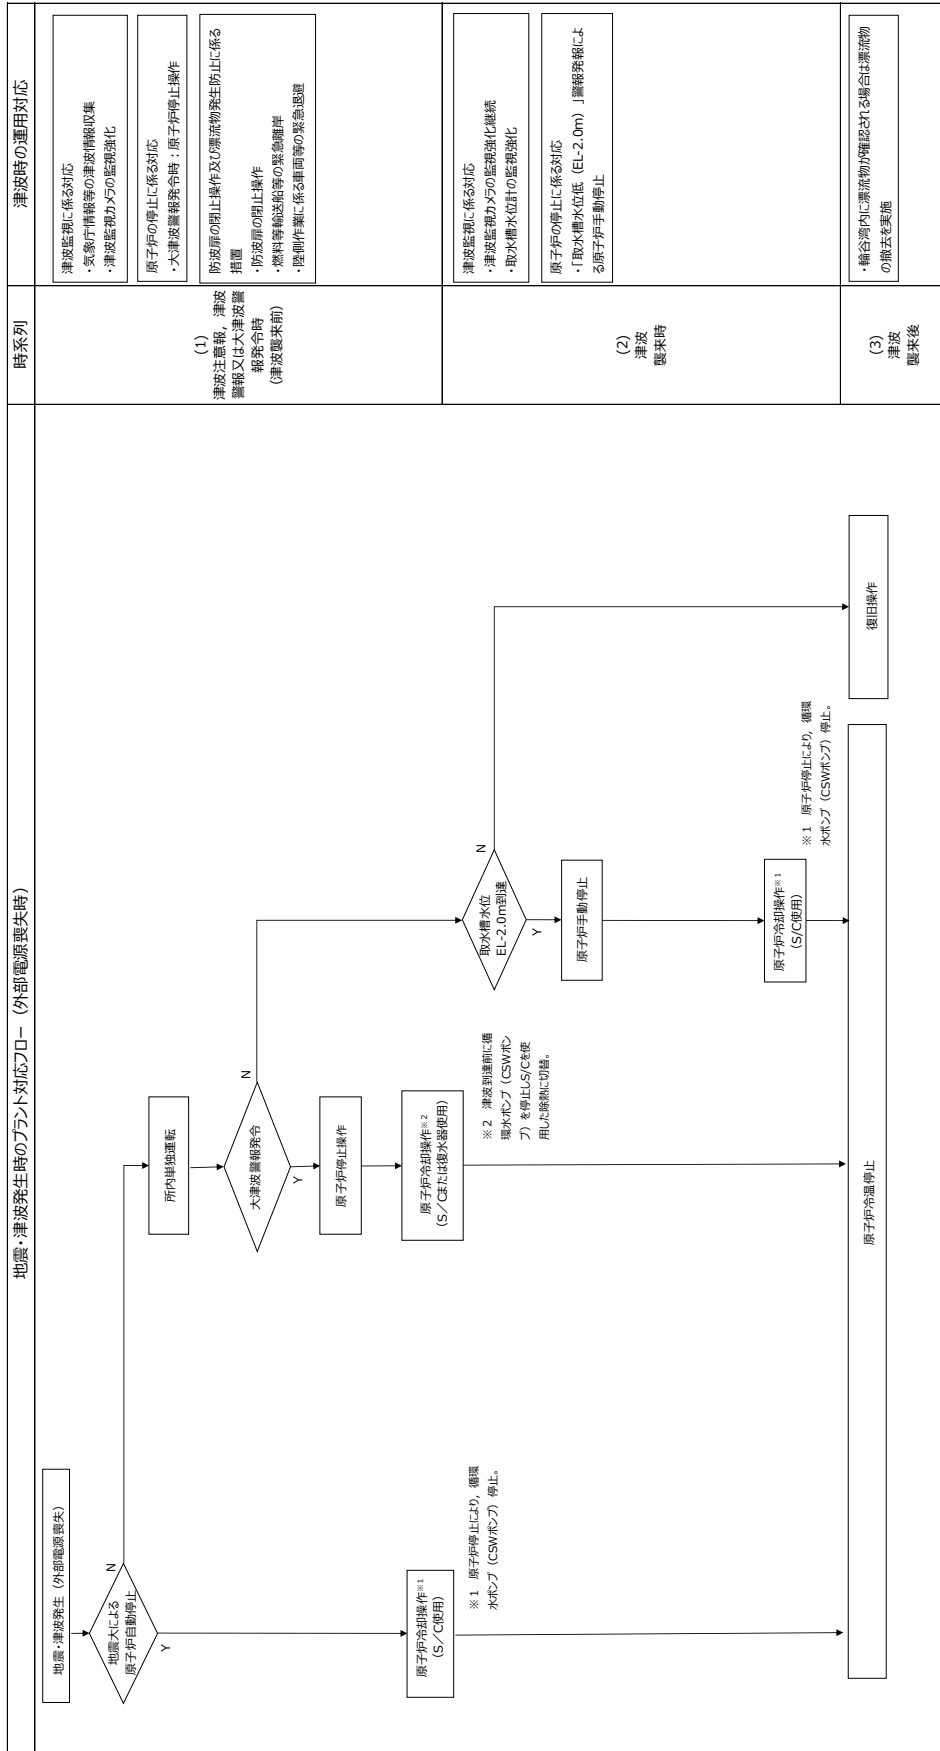 地震・津波発生時のプラント対応フロー（外部電源喪失時）
時系列
津波時の運用対応
地震・津波発生（外部電源喪失）
地震大による
原子炉自動停止
N
Y
所内単独運転
大津波警報発令
N
Y
原子炉停止操作
原子炉冷却操作※1
（S／C使用）
※１ 原子炉停止により，循環
水ポンプ（CSWポンプ）停止。
原子炉冷却操作※２
（S／Cまたは復水器使用）
※２ 津波到達前に循
環水ポンプ（CSWポン
プ）を停止しS/Cを使
用した除熱に切替。
取水槽水位
EL-2.0m到達
N
Y
原子炉手動停止
原子炉冷却操作※1
（S/C使用）
※１ 原子炉停止により，循環
水ポンプ（CSWポンプ）停止。
原子炉冷温停止
復旧操作
(1)
津波注意報，津波
警報又は大津波警
報発令時
（津波襲来前）
津波監視に係る対応
・気象庁情報等の津波情報収集
・津波監視カメラの監視強化
原子炉の停止に係る対応
・大津波警報発令時：原子炉停止操作
防波扉の閉止操作及び漂流物発生防止に係る
措置
・防波扉の閉止操作
・燃料等輸送船等の緊急離岸
・陸側作業に係る車両等の緊急退避
(2)
津波
襲来時
津波監視に係る対応
・津波監視カメラの監視強化継続
・取水槽水位計の監視強化
原子炉の停止に係る対応
・「取水槽水位低（EL-2.0m）」警報発報によ
る原子炉手動停止
(3)
津波
襲来後
・輪谷湾内に漂流物が確認される場合は漂流物
の撤去を実施